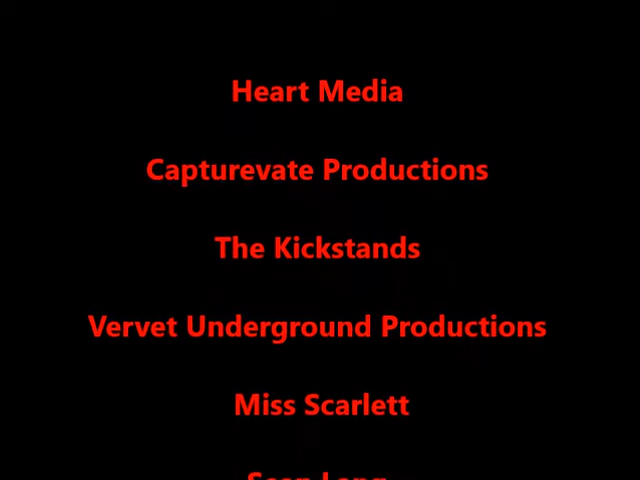 Heart Media
Capturevate Productions
The Kickstands
Vervet Underground Productions
Miss Scarlett